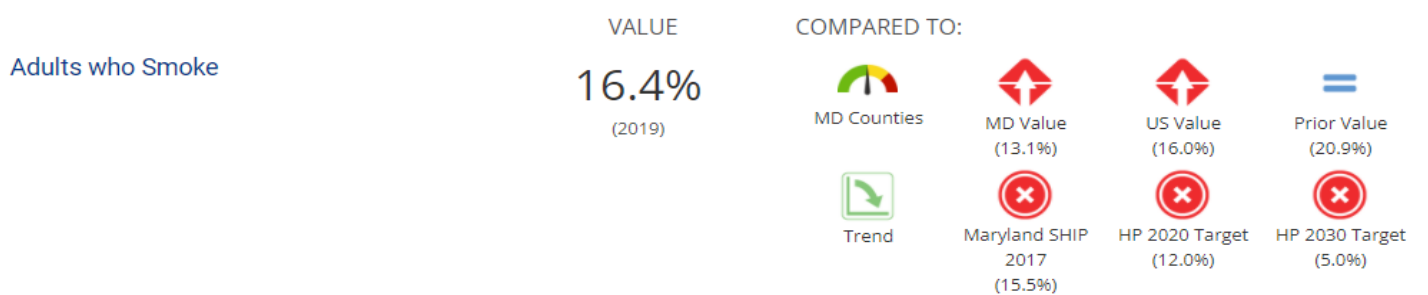 VALUE
COMPARED TO:
Adults who Smoke
16.4%
(2019)
MD Counties
MD Value
(13.1%)
US Value
(16.0%)
=
Prior Value
(20.9%)
Trend
Maryland SHIP
2017
(15.5%)
HP 2020 Target
(12.0%)
HP 2030 Target
(5.0%)